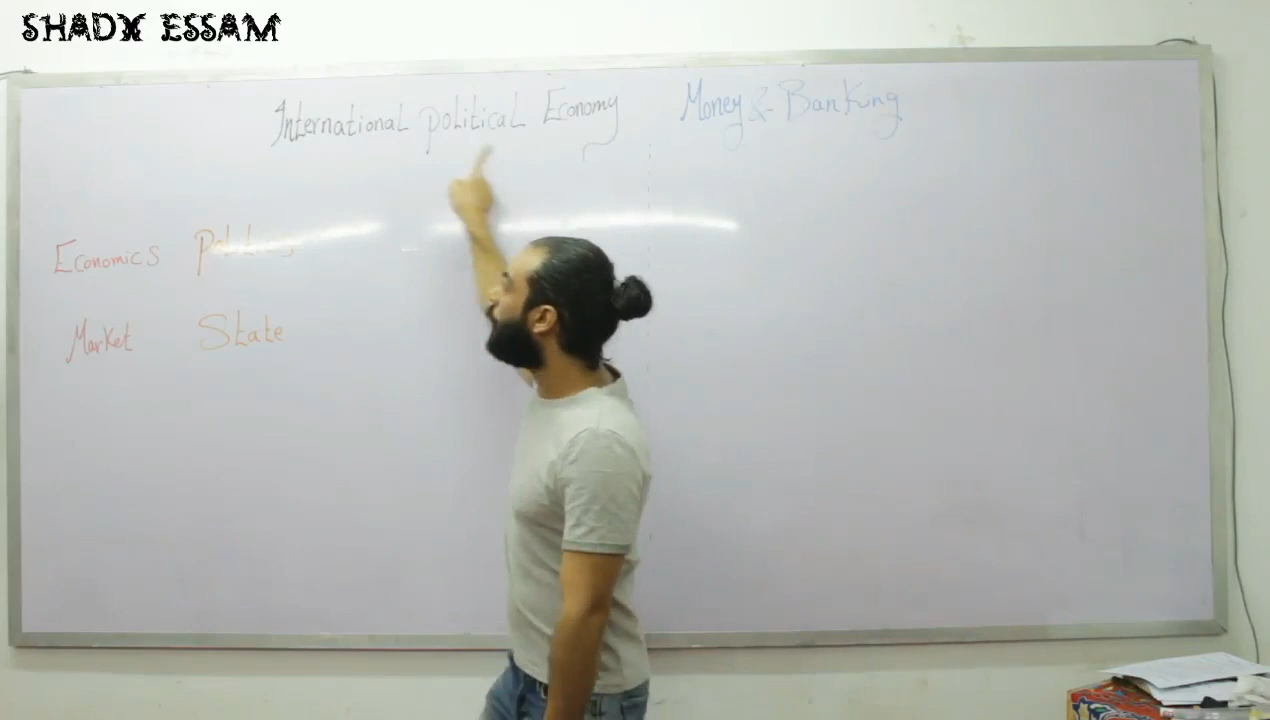 SHADY ESSAM
International political Economy Money & Banking
Economics Politics
Market State